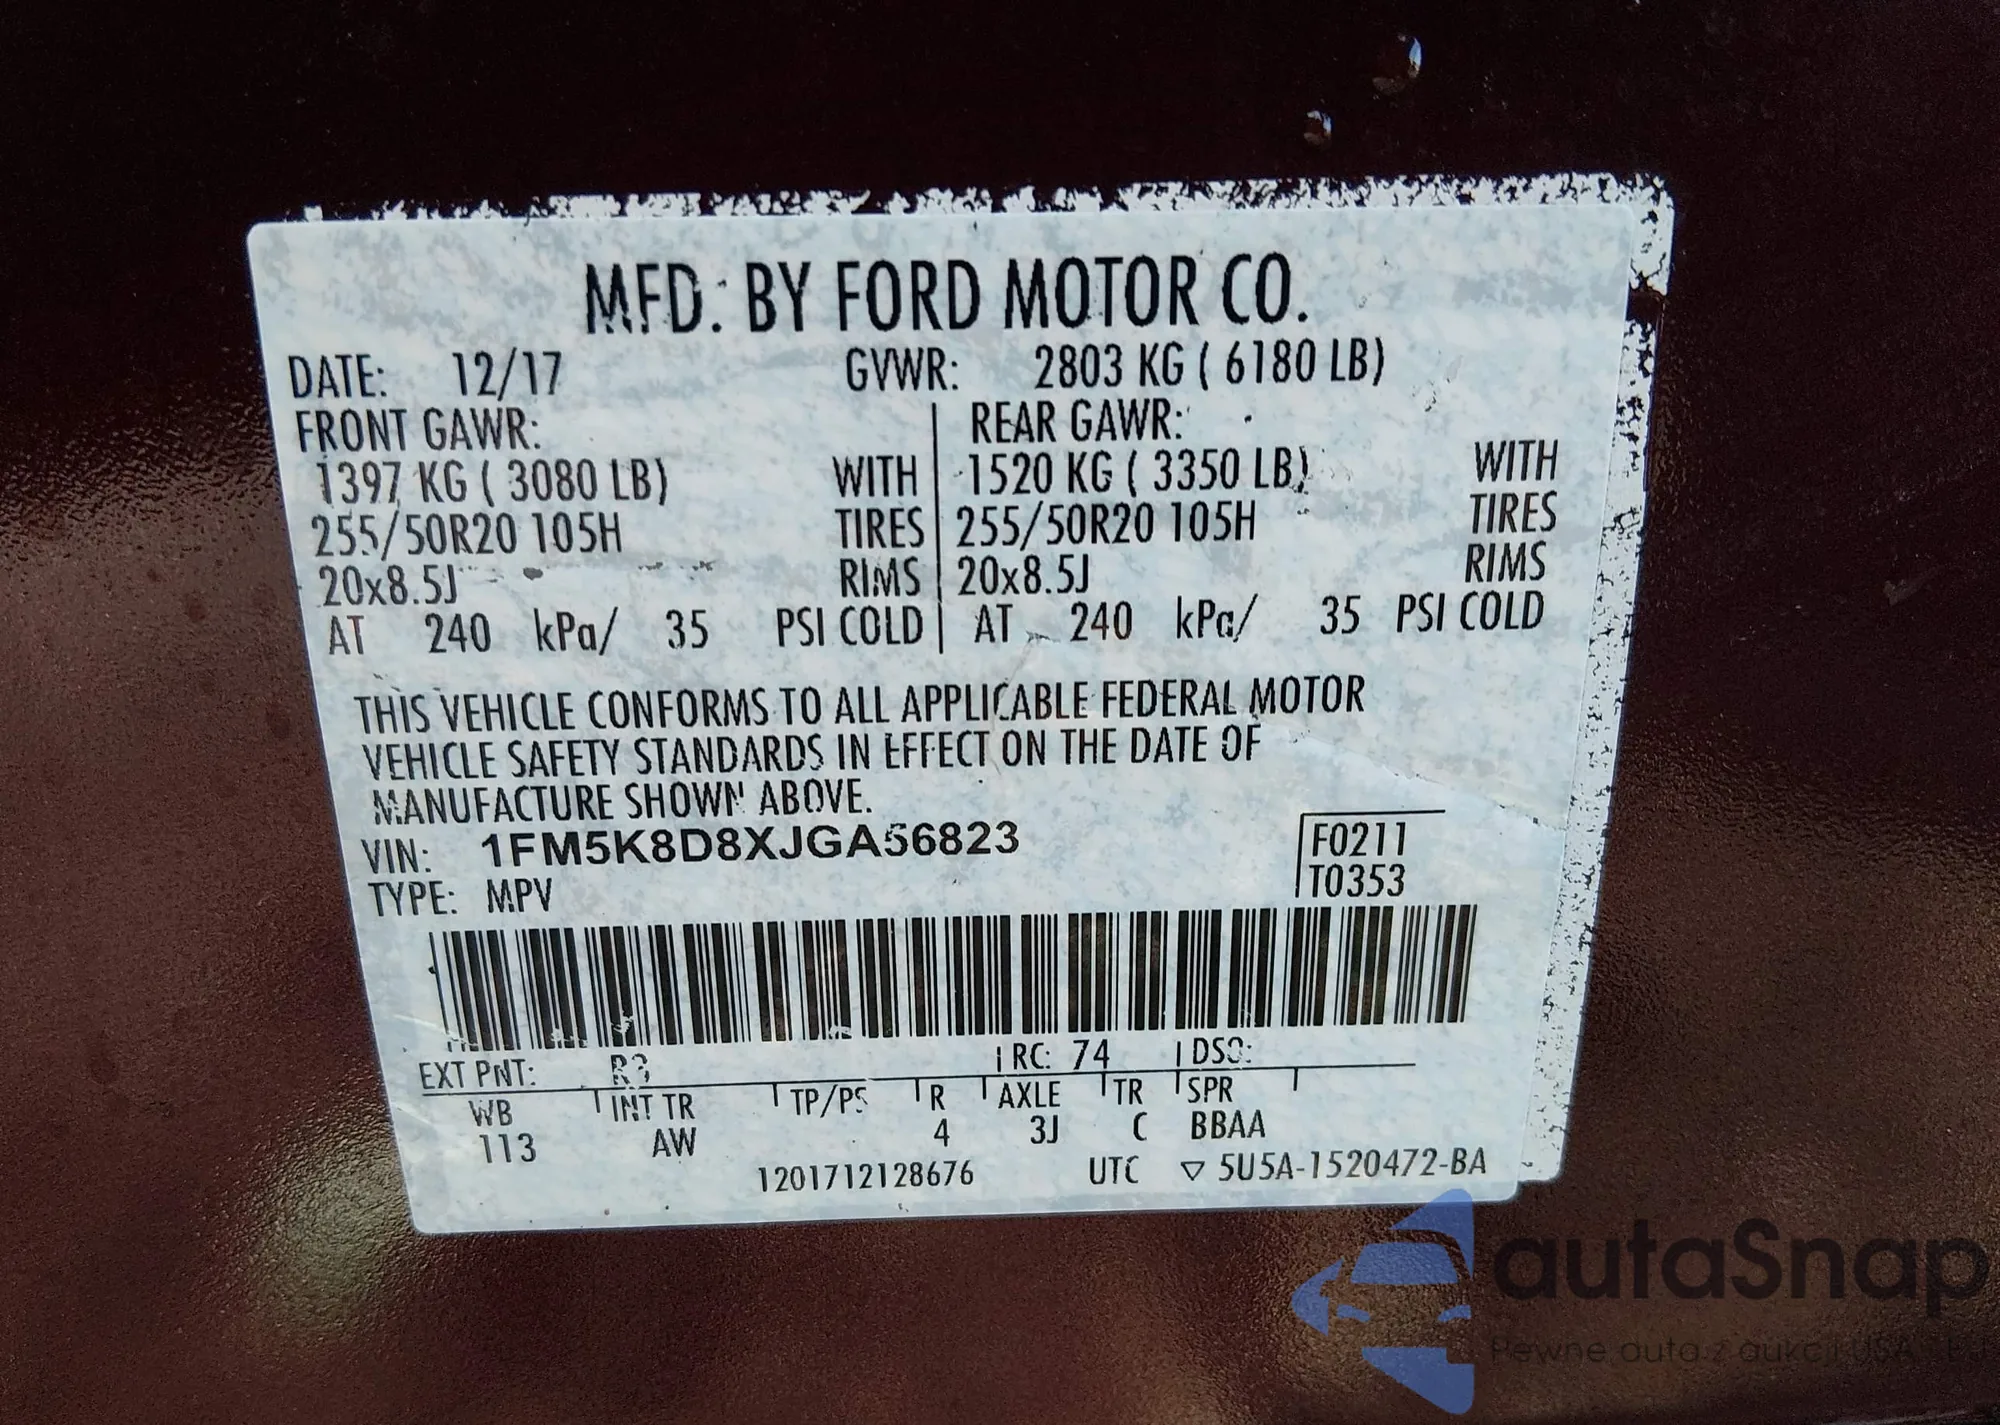 MFD. BY FORD MOTOR CO.
DATE: 12/17 GVWR: 2803 KG ( 6180 LB)
FRONT GAWR: REAR GAWR:
1397 KG ( 3080 LB) WITH 1520 KG ( 3350 LB) WITH
255/50R20 105H TIRES 255/50R20 105H TIRES
20x8.5J RIMS 20x8.5J RIMS
AT 240 kPa/ 35 PSI COLD AT 240 kPa/ 35 PSI COLD
THIS VEHICLE CONFORMS TO ALL APPLICABLE FEDERAL MOTOR
VEHICLE SAFETY STANDARDS IN EFFECT ON THE DATE OF
MANUFACTURE SHOWN ABOVE.
VIN: 1FM5K8D8XJGA56823 F0211
TYPE: MPV T0353
EXT PNT: RC: 74 DSO:
WB INT TR TP/PS R AXLE TR SPR
113 AW 4 3J C BBAA
1201712128676 UTC ▽ 5U5A-1520472-BA
autaSnap
Pewne auta z aukcji USA